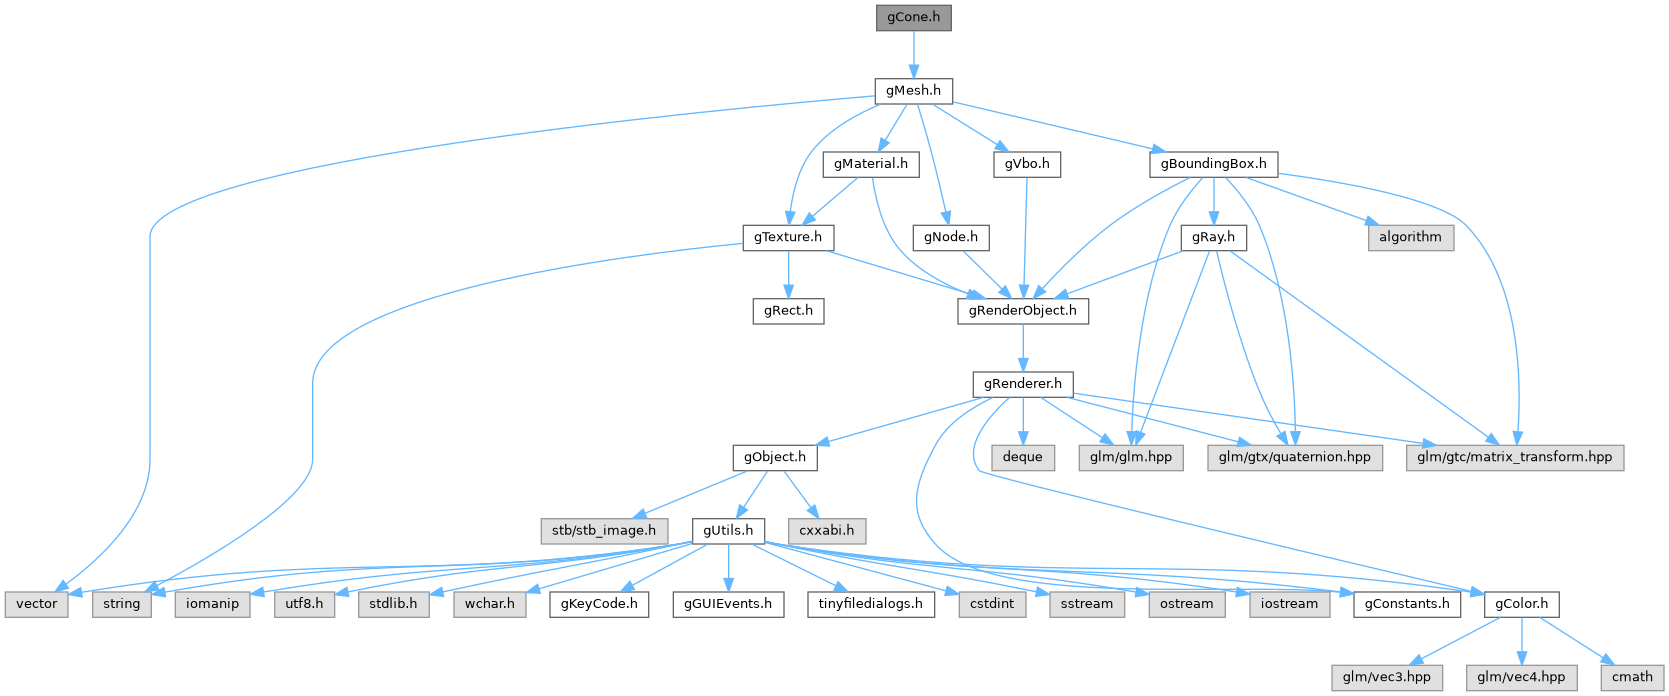 gCone.h
gMesh.h
gMaterial.h
gVbo.h
gBoundingBox.h
gTexture.h
gNode.h
gRay.h
algorithm
gRect.h
gRenderObject.h
gRenderer.h
gObject.h
deque
glm/glm.hpp
glm/gtx/quaternion.hpp
glm/gtc/matrix_transform.hpp
stb/stb_image.h
gUtils.h
cxxabi.h
vector
string
iomanip
utf8.h
stdlib.h
wchar.h
gKeyCode.h
gGUIEvents.h
tinyfiledialogs.h
cstdint
sstream
ostream
iostream
gConstants.h
gColor.h
glm/vec3.hpp
glm/vec4.hpp
cmath